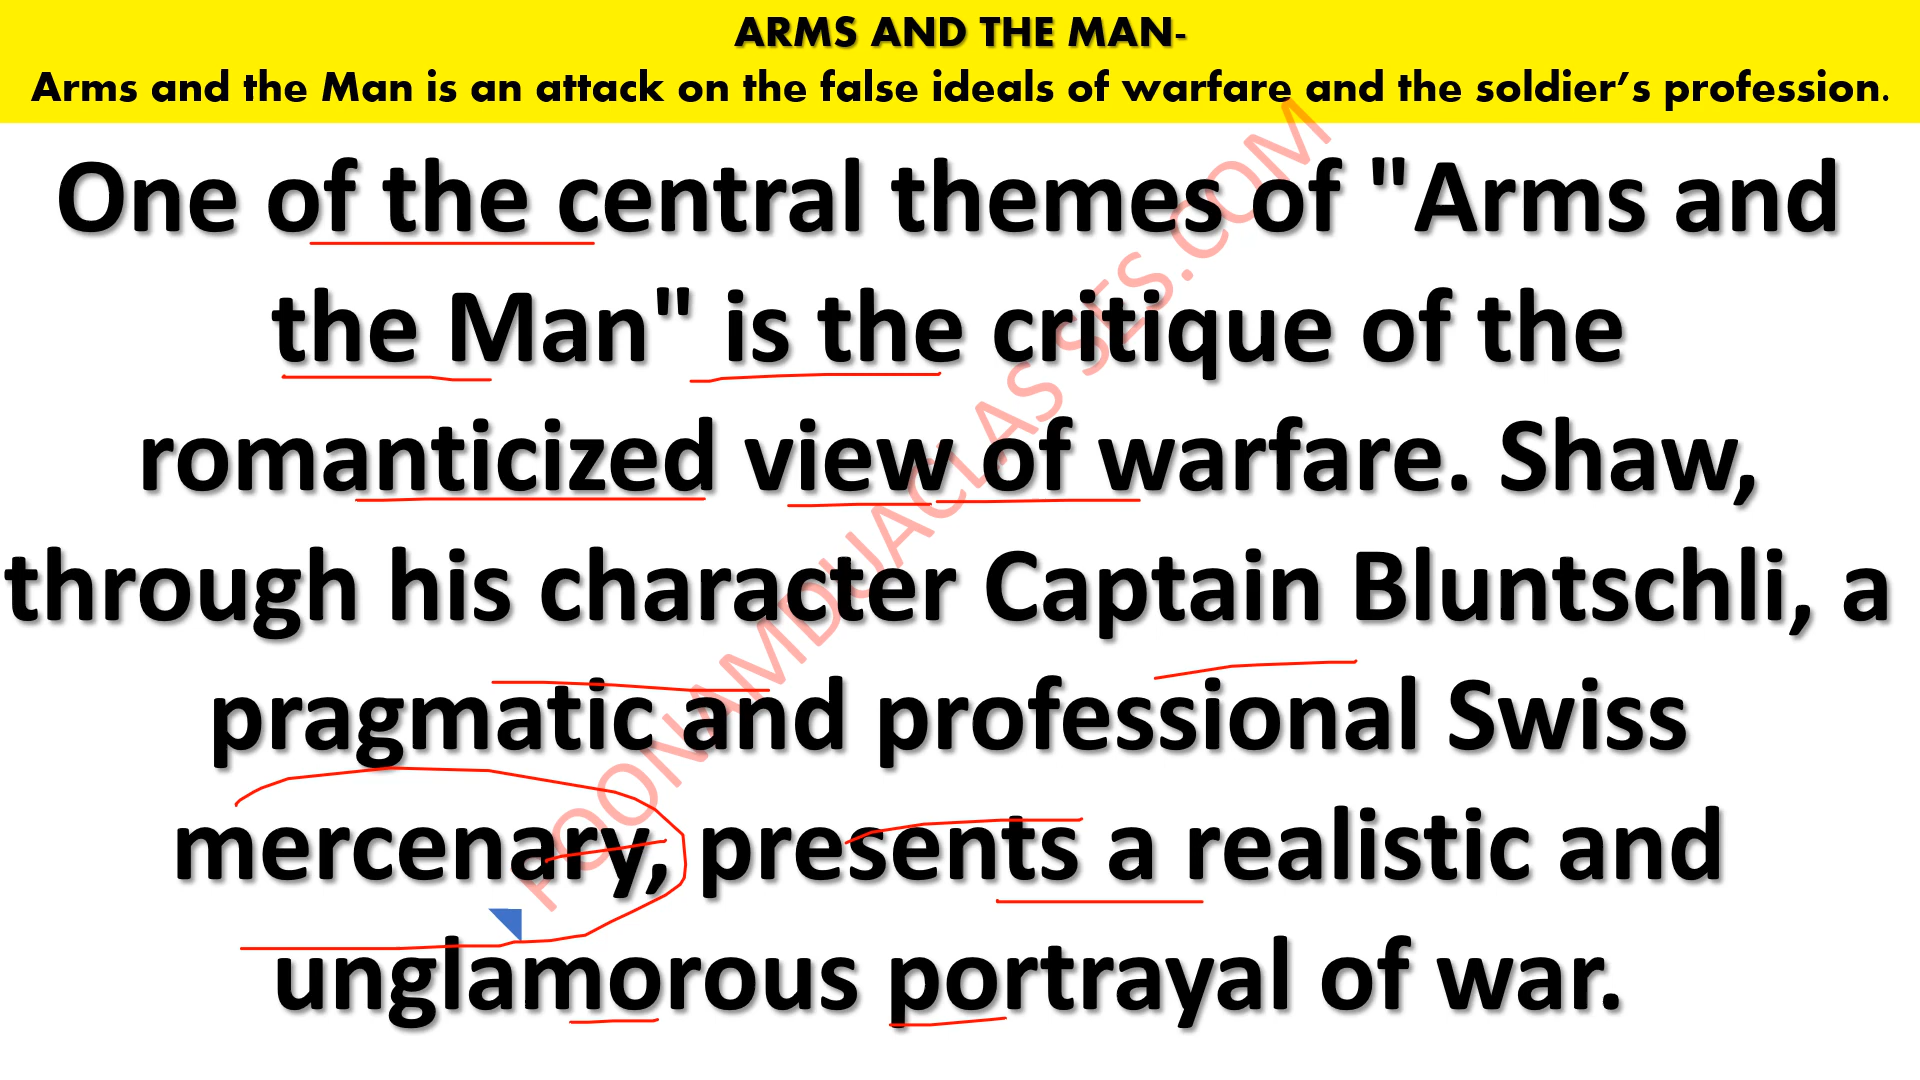 ARMS AND THE MAN-
Arms and the Man is an attack on the false ideals of warfare and the soldier’s profession.
One of the central themes of "Arms and
the Man" is the critique of the
romanticized view of warfare. Shaw,
through his character Captain Bluntschli, a
pragmatic and professional Swiss
mercenary, presents a realistic and
unglamorous portrayal of war.
POONAMDUACLAS SES.COM